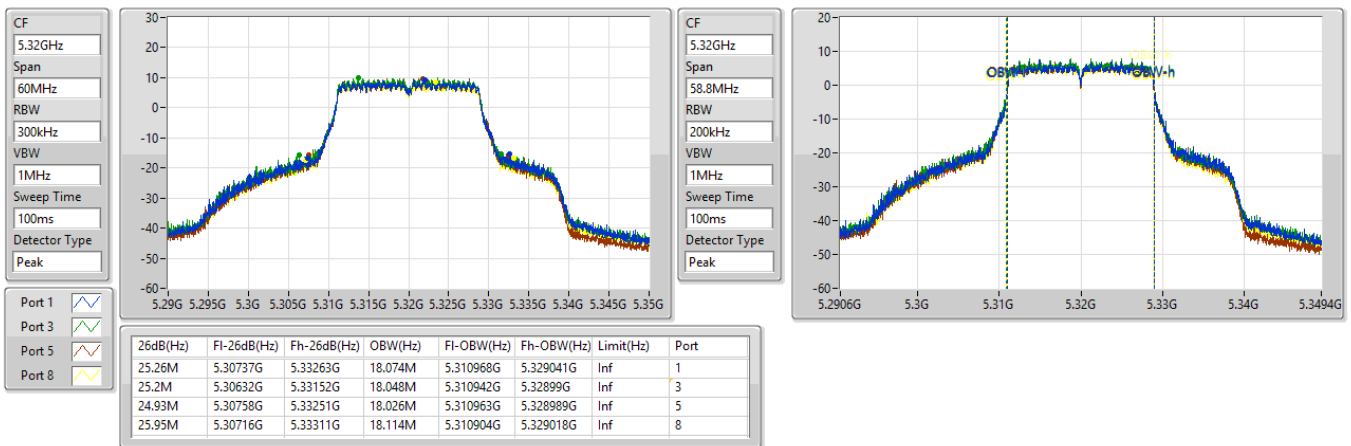 CF
5.32GHz
Span
60MHz
RBW
300kHz
VBW
1MHz
Sweep Time
100ms
Detector Type
Peak
30
20
10
0
-10
-20
-30
-40
-50
-60
5.29G 5.295G 5.3G 5.305G 5.31G 5.315G 5.32G 5.325G 5.33G 5.335G 5.34G 5.345G 5.35G
CF
5.32GHz
Span
58.8MHz
RBW
200kHz
VBW
1MHz
Sweep Time
100ms
Detector Type
Peak
20
10
0
-10
-20
-30
-40
-50
-60
OBW-h
5.2906G 5.3G 5.31G 5.32G 5.33G 5.34G 5.3494G
Port 1
Port 3
Port 5
Port 8
26dB(Hz) Fl-26dB(Hz) Fh-26dB(Hz) OBW(Hz) Fl-OBW(Hz) Fh-OBW(Hz) Limit(Hz) Port
25.26M 5.30737G 5.33263G 18.074M 5.310968G 5.329041G Inf 1
25.2M 5.30632G 5.33152G 18.048M 5.310942G 5.32899G Inf 3
24.93M 5.30758G 5.33251G 18.026M 5.310963G 5.328989G Inf 5
25.95M 5.30716G 5.33311G 18.114M 5.310904G 5.329018G Inf 8